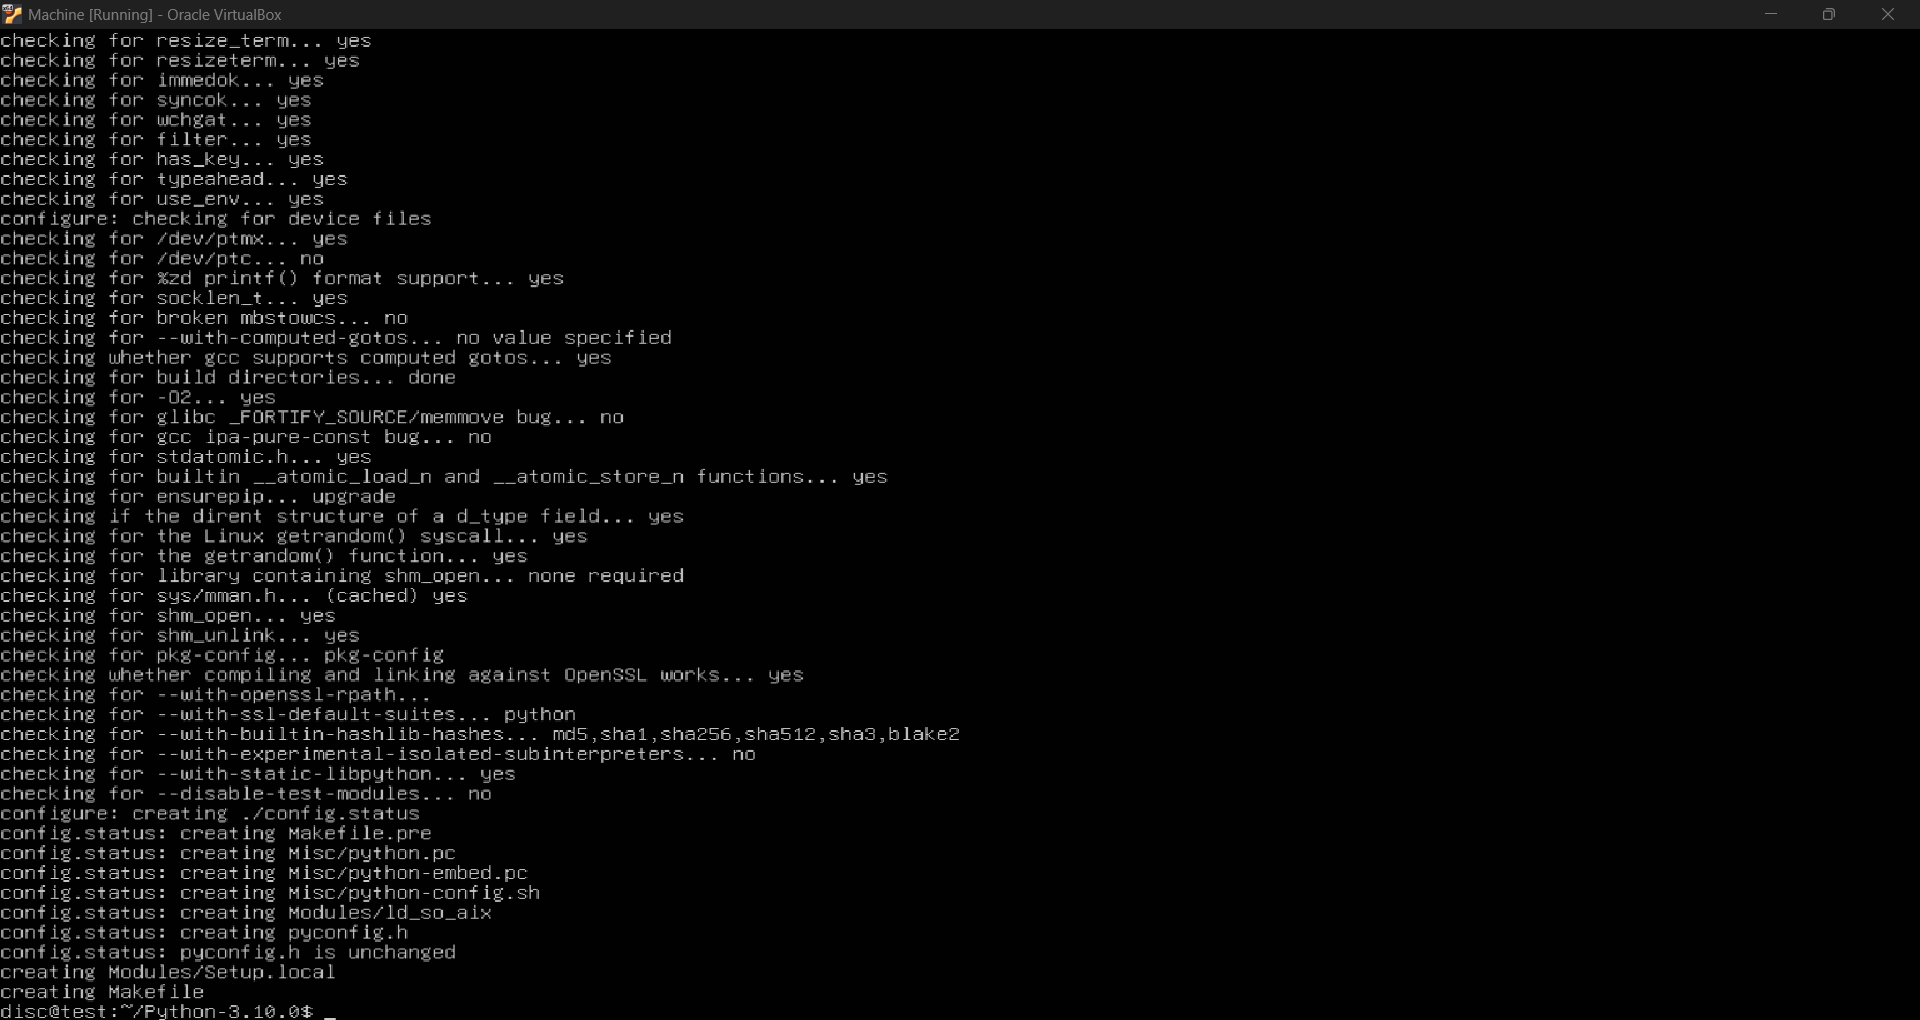 Machine [Running] - Oracle VirtualBox
checking for resize_term... yes
checking for resizeterm... yes
checking for immedok... yes
checking for syncok... yes
checking for wchgat... yes
checking for filter... yes
checking for has_key... yes
checking for typeahead... yes
checking for use_env... yes
configure: checking for device files
checking for /dev/ptmx... yes
checking for /dev/ptc... no
checking for %zd printf() format support... yes
checking for socklen_t... yes
checking for broken mbstowcs... no
checking for --with-computed-gotos... no value specified
checking whether gcc supports computed gotos... yes
checking for build directories... done
checking for -O2... yes
checking for glibc _FORTIFY_SOURCE/memmove bug... no
checking for gcc ipa-pure-const bug... no
checking for stdatomic.h... yes
checking for builtin __atomic_load_n and __atomic_store_n functions... yes
checking for ensurepip... upgrade
checking if the dirent structure of a d_type field... yes
checking for the Linux getrandom() syscall... yes
checking for the getrandom() function... yes
checking for library containing shm_open... none required
checking for sys/mman.h... (cached) yes
checking for shm_open... yes
checking for shm_unlink... yes
checking for pkg-config... pkg-config
checking whether compiling and linking against OpenSSL works... yes
checking for --with-openssl-rpath...
checking for --with-ssl-default-suites... python
checking for --with-builtin-hashlib-hashes... md5,sha1,sha256,sha512,sha3,blake2
checking for --with-experimental-isolated-subinterpreters... no
checking for --with-static-libpython... yes
checking for --disable-test-modules... no
configure: creating ./config.status
config.status: creating Makefile.pre
config.status: creating Misc/python.pc
config.status: creating Misc/python-embed.pc
config.status: creating Misc/python-config.sh
config.status: creating Modules/ld_so_aix
config.status: creating pyconfig.h
config.status: pyconfig.h is unchanged
creating Modules/Setup.local
creating Makefile
disc@test:~/Python-3.10.0$ _